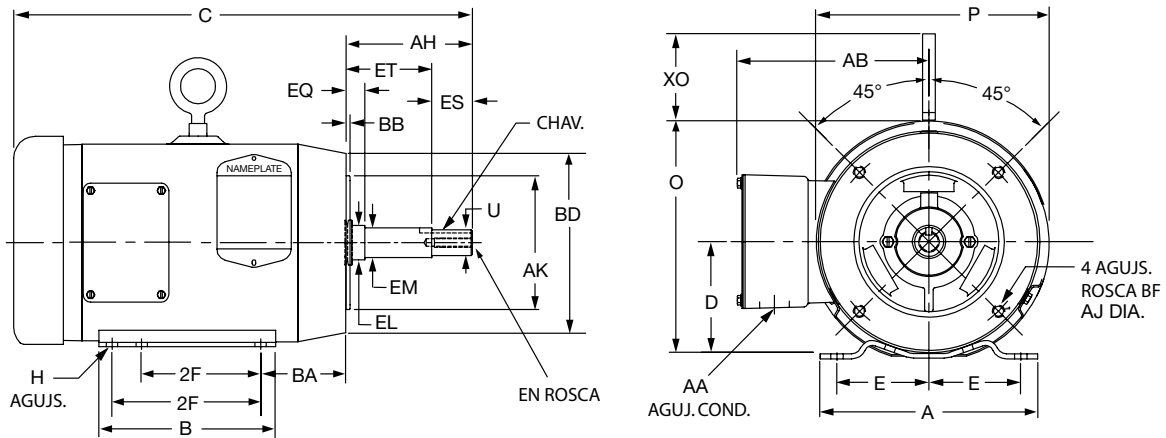 C
AH
ET
EQ
ES
BB
CHAV.
NAMEPLATE
U
BD
AK
EM
EL
EN ROSCA
H
AGUJS.
2F
BA
2F
B
P
AB
XO
45°
45°
O
D
4 AGUJS.
ROSCA BF
AJ DIA.
AA
AGUJ.COND.
E
E
A